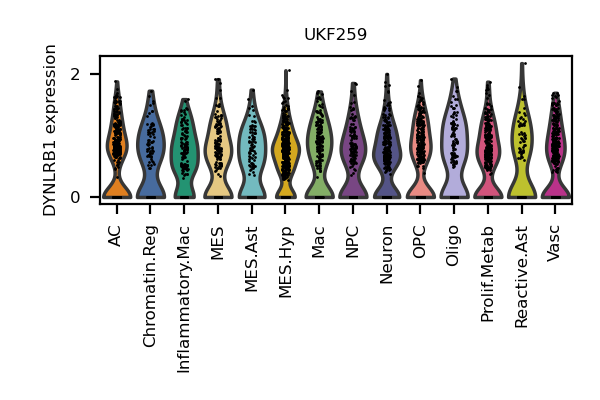 UKF259
DYNLRB1 expression
2
0
AC
Chromatin.Reg
Inflammatory.Mac
MES
MES.Ast
MES.Hyp
Mac
NPC
Neuron
OPC
Oligo
Prolif.Metab
Reactive.Ast
Vasc